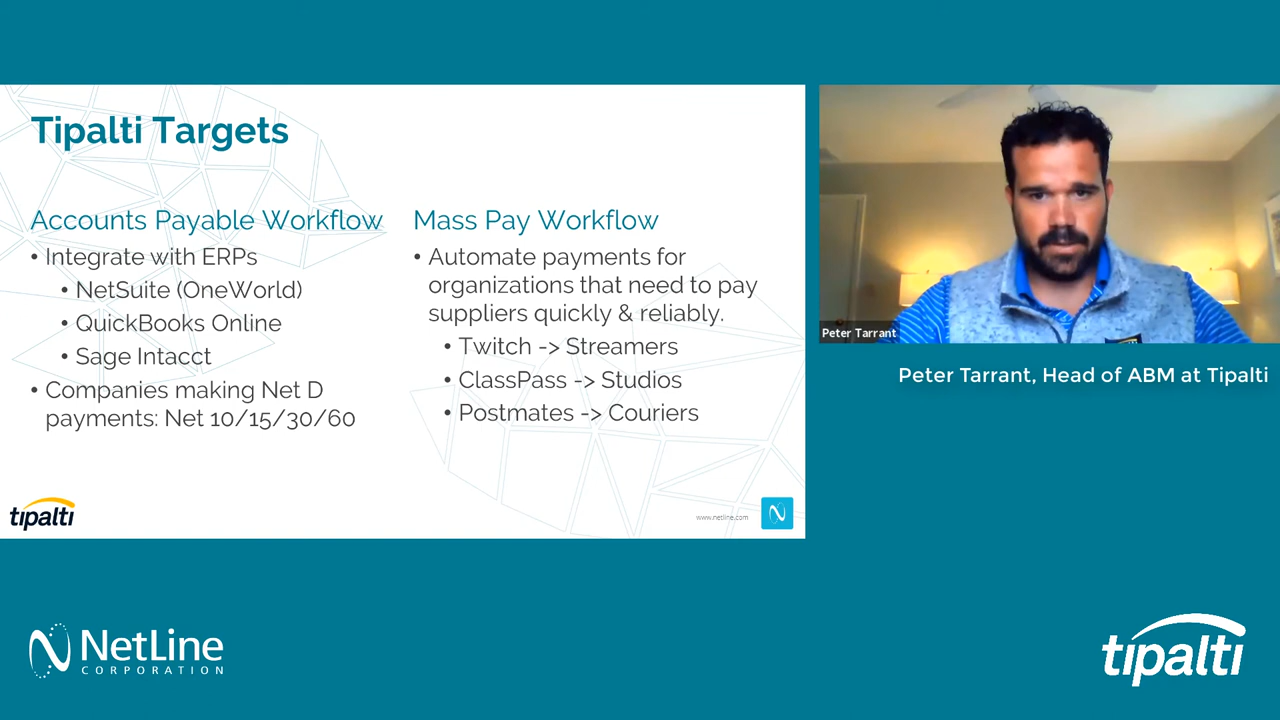 Tipalti Targets
Accounts Payable Workflow
• Integrate with ERPs
• NetSuite (OneWorld)
• QuickBooks Online
• Sage Intacct
• Companies making Net D
payments: Net 10/15/30/60
Mass Pay Workflow
• Automate payments for
organizations that need to pay
suppliers quickly & reliably.
• Twitch -> Streamers
• ClassPass -> Studios
• Postmates -> Couriers
tipalti
www.netline.com
N
Peter Tarrant
Peter Tarrant, Head of ABM at Tipalti
NetLine
CORPORATION
tipalti